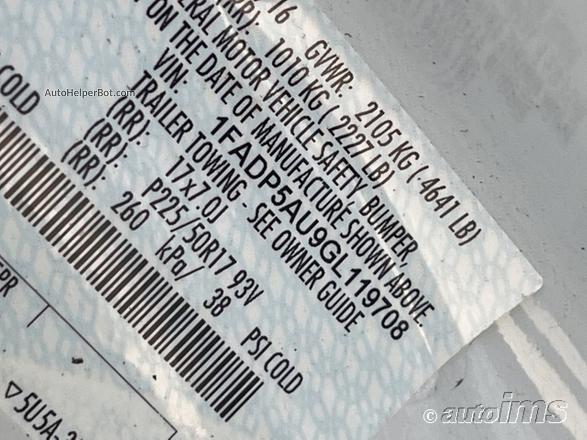 16 GVWR: 2105 KG ( 4641 LB)
(RR): 1010 KG ( 2227 LB)
MOTOR VEHICLE SAFETY, BUMPER,
ON THE DATE OF MANUFACTURE SHOWN ABOVE.
VIN: 1FADP5AU9GL119708
TRAILER TOWING - SEE OWNER GUIDE
(RR): 17x7.0J
(RR): P225/50R17 93V
(RR): 260 kPa/ 38 PSI COLD
COLD
5U5A-
AutoHelperBot.com
© autoims